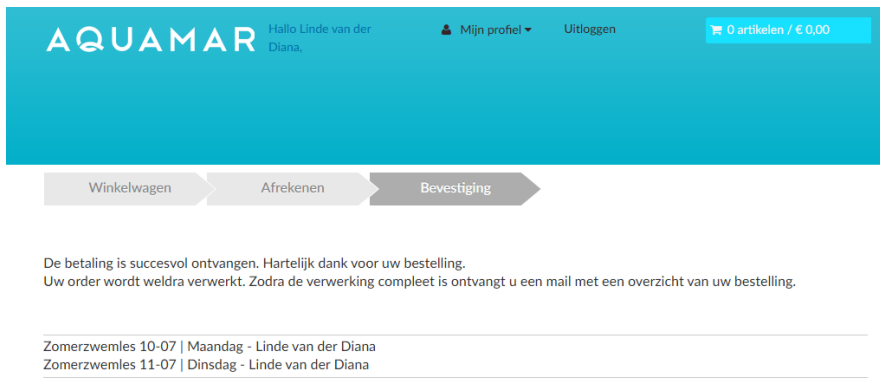 AQUAMAR
Hallo Linde van der
Diana,
Mijn profiel
Uitloggen
0 artikelen / € 0,00
Winkelwagen
Afrekenen
Bevestiging
De betaling is succesvol ontvangen. Hartelijk dank voor uw bestelling.
Uw order wordt weldra verwerkt. Zodra de verwerking compleet is ontvangt u een mail met een overzicht van uw bestelling.
Zomerzwemles 10-07 | Maandag - Linde van der Diana
Zomerzwemles 11-07 | Dinsdag - Linde van der Diana